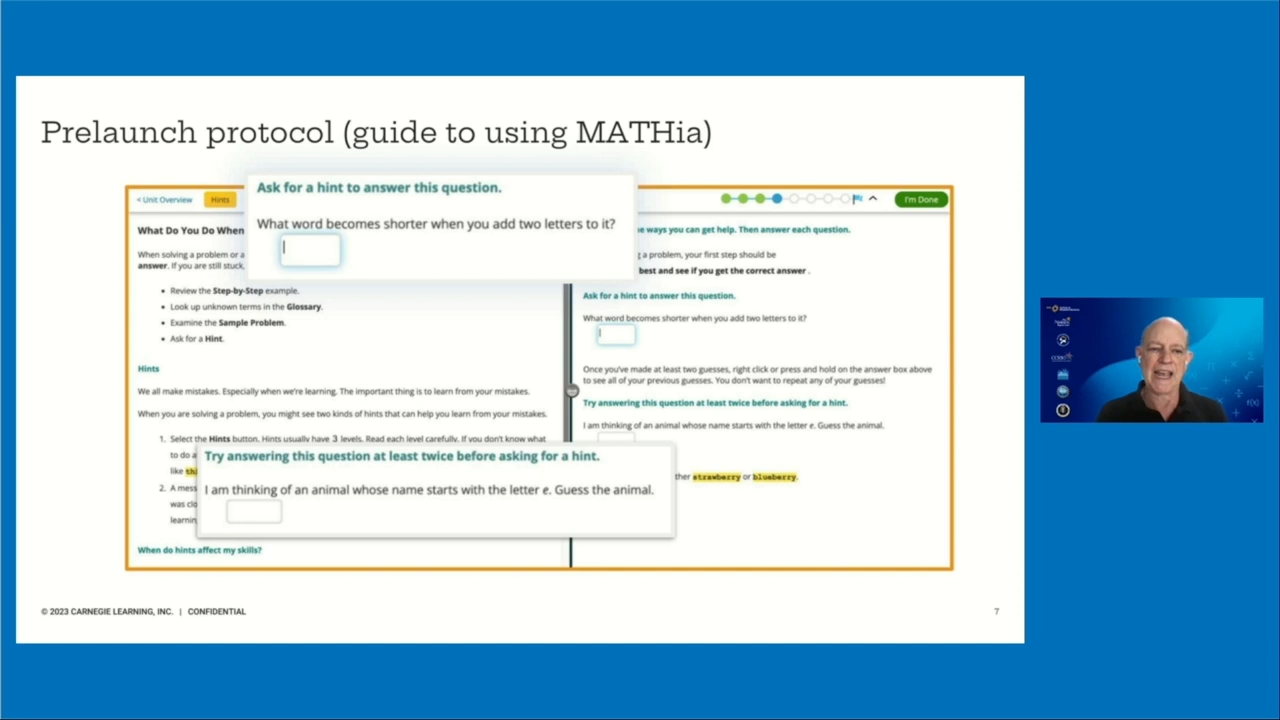 Prelaunch protocol (guide to using MATHia)
Ask for a hint to answer this question.
What word becomes shorter when you add two letters to it?
< Unit Overview
Hints
I'm Done
What Do You Do When
When solving a problem or a
answer. If you are still stuck,
• Review the Step-by-Step example.
• Look up unknown terms in the Glossary.
• Examine the Sample Problem.
• Ask for a Hint.
Hints
We all make mistakes. Especially when we're learning. The important thing is to learn from your mistakes.
When you are solving a problem, you might see two kinds of hints that can help you learn from your mistakes.
1. Select the Hints button. Hints usually have 3 levels. Read each level carefully. If you don't know what
to do a
like
2. A mess
was clo
learnin
When do hints affect my skills?
ways you can get help. Then answer each question.
a problem, your first step should be
best and see if you get the correct answer .
Ask for a hint to answer this question.
What word becomes shorter when you add two letters to it?
Once you've made at least two guesses, right click or press and hold on the answer box above
to see all of your previous guesses. You don't want to repeat any of your guesses!
Try answering this question at least twice before asking for a hint.
I am thinking of an animal whose name starts with the letter e. Guess the animal.
ther strawberry or blueberry.
Try answering this question at least twice before asking for a hint.
I am thinking of an animal whose name starts with the letter e. Guess the animal.
© 2023 CARNEGIE LEARNING, INC. | CONFIDENTIAL
7